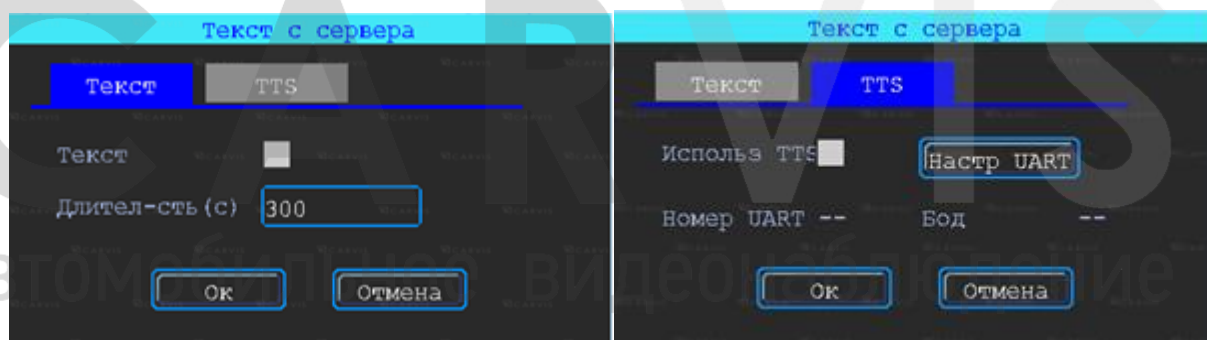 Текст с сервера
Текст TTS
Текст
Длител-сть(с) 300
Ок Отмена
Текст с сервера
Текст TTS
Использ TTS Настр UART
Номер UART -- Бод --
Ок Отмена
CARVIS
автомобильное видеонаблюдение